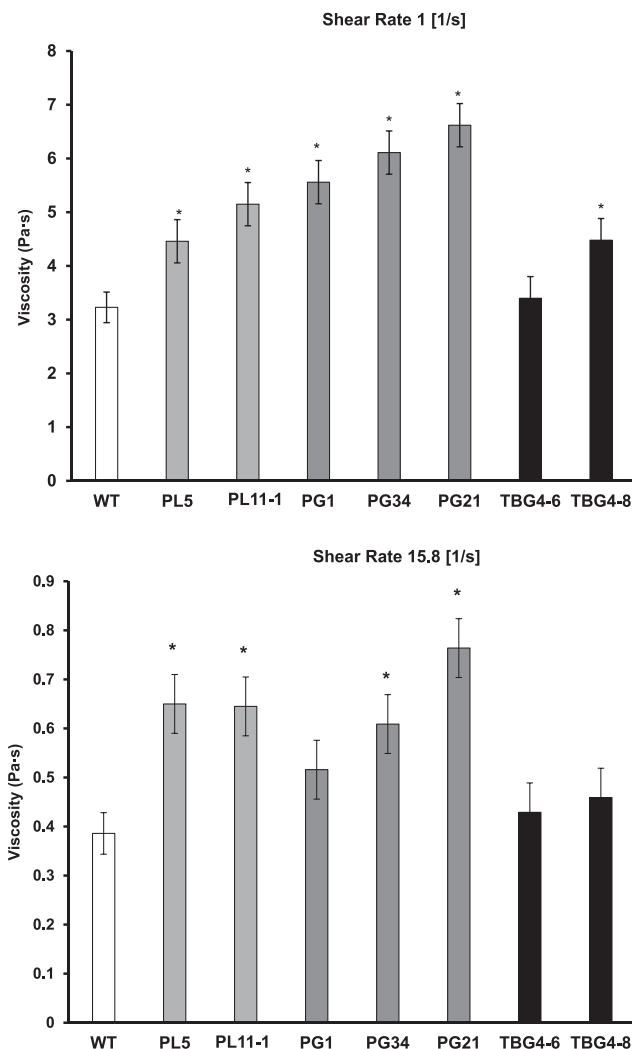 Shear Rate 1 [1/s]
8
7
6
5
4
3
2
1
0
Viscosity (Pa·s)
* * * * * *
WT PL5 PL11-1 PG1 PG34 PG21 TBG4-6 TBG4-8
Shear Rate 15.8 [1/s]
0.9
0.8
0.7
0.6
0.5
0.4
0.3
0.2
0.1
0
Viscosity (Pa·s)
* * * *
WT PL5 PL11-1 PG1 PG34 PG21 TBG4-6 TBG4-8